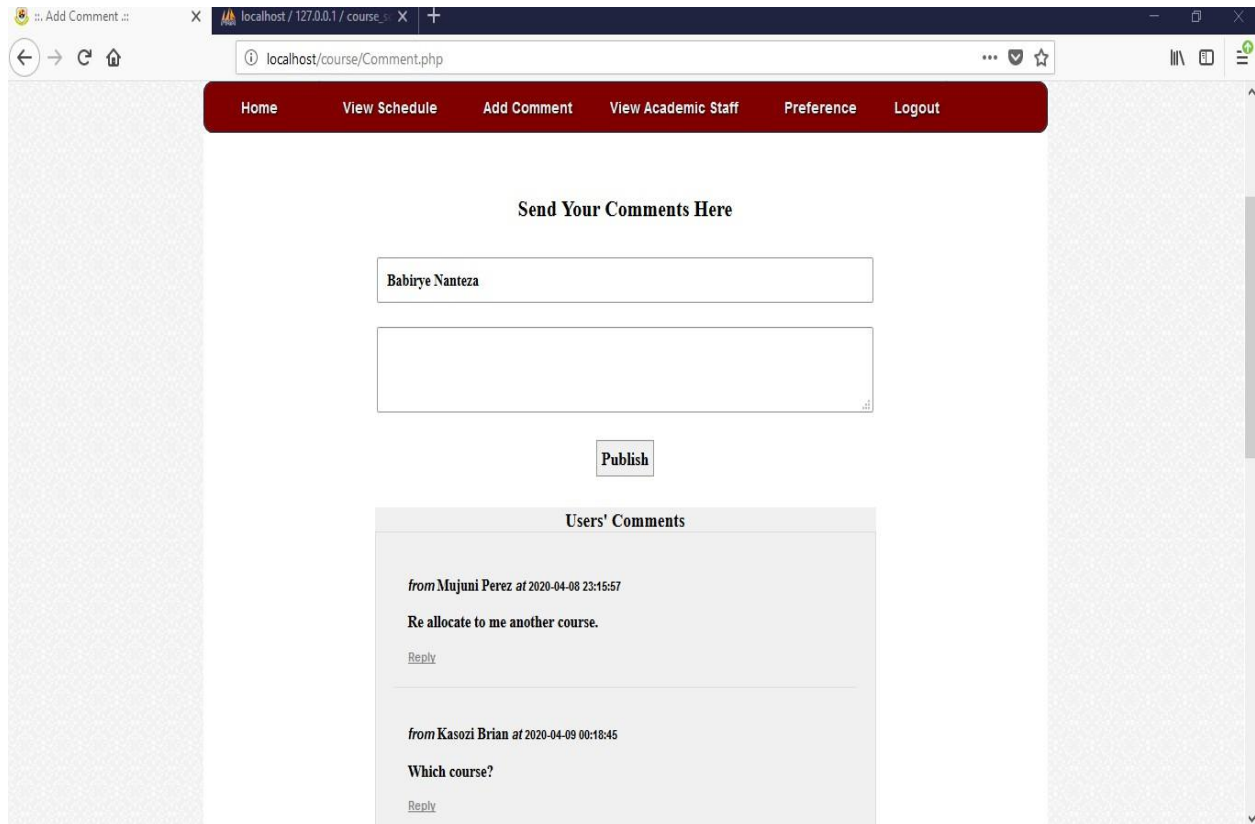 ::. Add Comment .::
localhost / 127.0.0.1 / course_s
localhost/course/Comment.php
Home View Schedule Add Comment View Academic Staff Preference Logout
Send Your Comments Here
Babirye Nanteza
Publish
Users' Comments
from Mujuni Perez at 2020-04-08 23:15:57
Re allocate to me another course.
Reply
from Kasozi Brian at 2020-04-09 00:18:45
Which course?
Reply